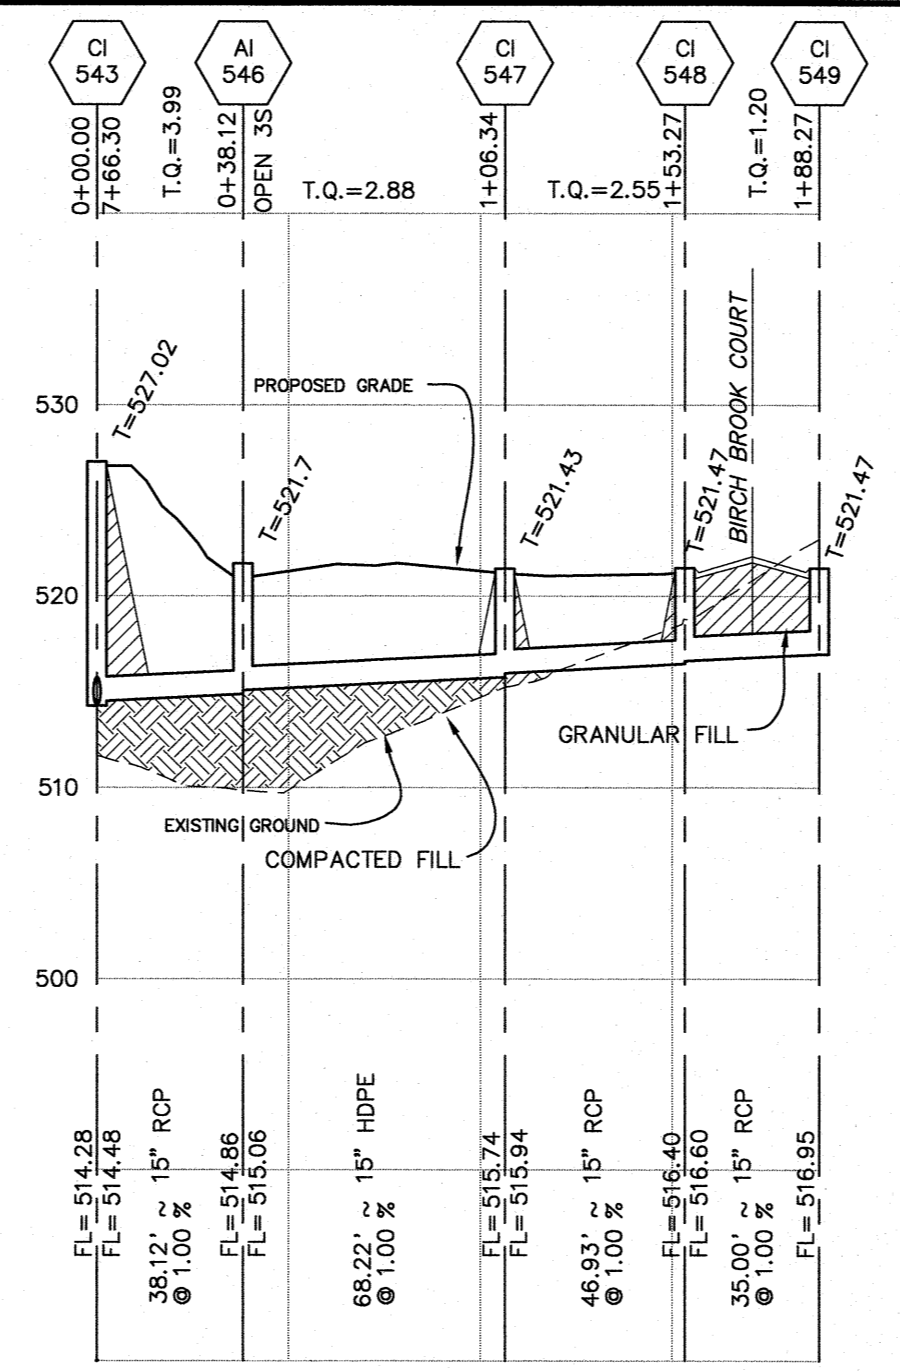 CI
543
AI
546
CI
547
CI
548
CI
549
0+00.00
7+66.30
T.Q.=3.99
0+38.12
OPEN 3S
T.Q.=2.88
1+06.34
T.Q.=2.55
1+53.27
T.Q.=1.20
1+88.27
T=527.02
T=521.7
T=521.43
T=521.47
BIRCH BROOK COURT
T=521.47
530
PROPOSED GRADE
520
GRANULAR FILL
510
EXISTING GROUND
COMPACTED FILL
500
FL= 514.28
FL= 514.48
38.12' ~ 15" RCP
@ 1.00 %
FL= 514.86
FL= 515.06
68.22' ~ 15" HDPE
@ 1.00 %
FL= 515.74
FL= 515.94
46.93' ~ 15" RCP
@ 1.00 %
FL= 516.40
FL= 516.60
35.00' ~ 15" RCP
@ 1.00 %
FL= 516.95